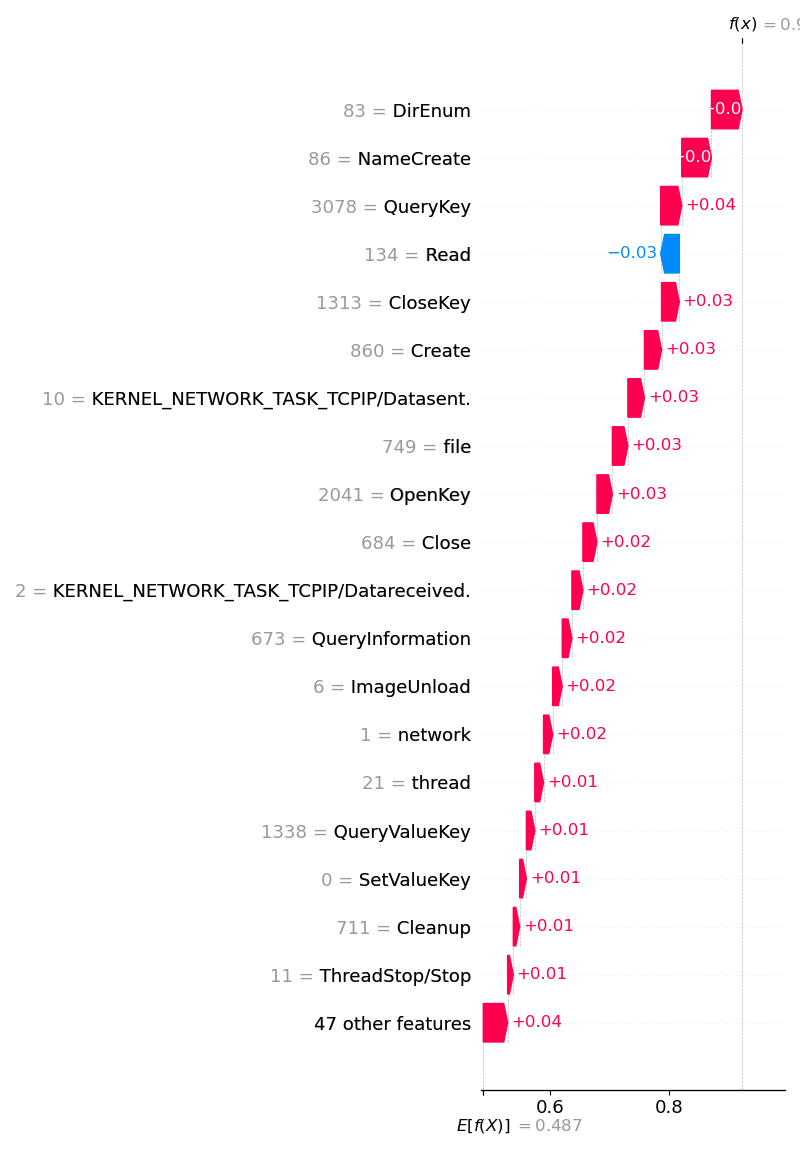 f(x) = 0.9
83 = DirEnum
86 = NameCreate
3078 = QueryKey +0.04
134 = Read −0.03
1313 = CloseKey +0.03
860 = Create +0.03
10 = KERNEL_NETWORK_TASK_TCPIP/Datasent. +0.03
749 = file +0.03
2041 = OpenKey +0.03
684 = Close +0.02
2 = KERNEL_NETWORK_TASK_TCPIP/Datareceived. +0.02
673 = QueryInformation +0.02
6 = ImageUnload +0.02
1 = network +0.02
21 = thread +0.01
1338 = QueryValueKey +0.01
0 = SetValueKey +0.01
711 = Cleanup +0.01
11 = ThreadStop/Stop +0.01
47 other features +0.04
0.6 0.8
E[f(X)] = 0.487